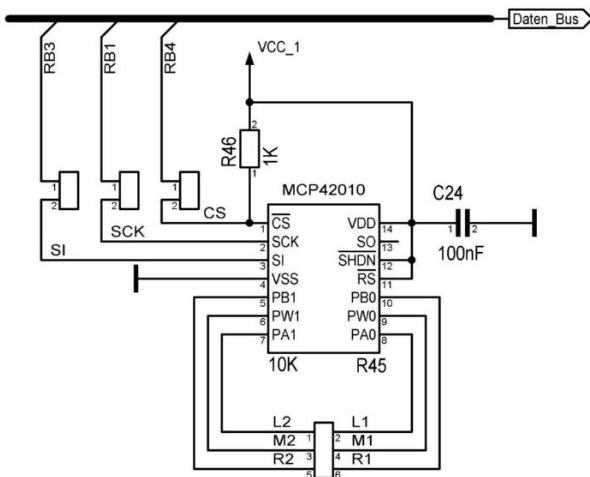 Daten_Bus
RB3 RB1 RB4
VCC_1
2
R46 1K
1
1 1 1
2 2 2
MCP42010
C24
CS
1 CS VDD 14
1 2
SCK
2 SCK SO 13
100nF
SI
3 SI SHDN 12
4 VSS RS 11
5 PB1 PB0 10
6 PW1 PW0 9
7 PA1 PA0 8
10K R45
L2 1 2 L1
M2 3 4 M1
R2 5 6 R1